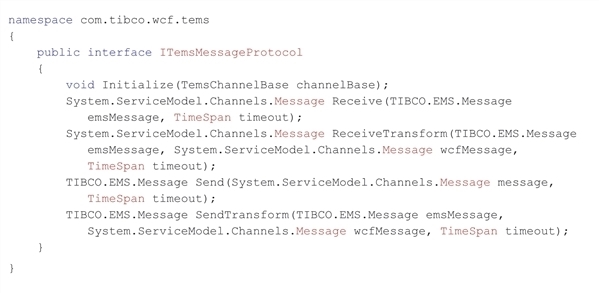 namespace com.tibco.wcf.tems
{
public interface ITemsMessageProtocol
{
void Initialize(TemsChannelBase channelBase);
System.ServiceModel.Channels.Message Receive(TIBCO.EMS.Message
emsMessage, TimeSpan timeout);
System.ServiceModel.Channels.Message ReceiveTransform(TIBCO.EMS.Message
emsMessage, System.ServiceModel.Channels.Message wcfMessage,
TimeSpan timeout);
TIBCO.EMS.Message Send(System.ServiceModel.Channels.Message message,
TimeSpan timeout);
TIBCO.EMS.Message SendTransform(TIBCO.EMS.Message emsMessage,
System.ServiceModel.Channels.Message wcfMessage, TimeSpan timeout);
}
}